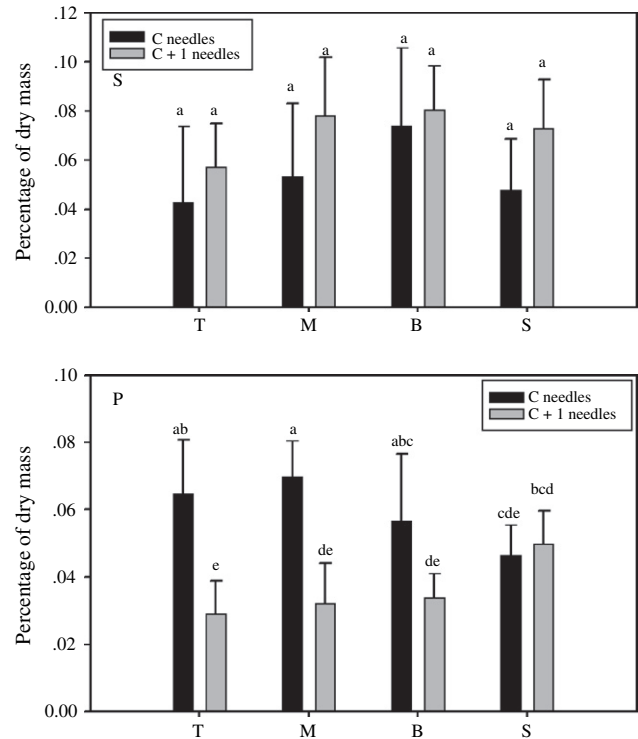 .12
C needles
C + 1 needles
S
a a a a a a a a
.10
.08
.06
.04
.02
0.00
Percentage of dry mass
T M B S
.10
P
C needles
C + 1 needles
ab e a de abc de cde bcd
.08
.06
.04
.02
0.00
Percentage of dry mass
T M B S